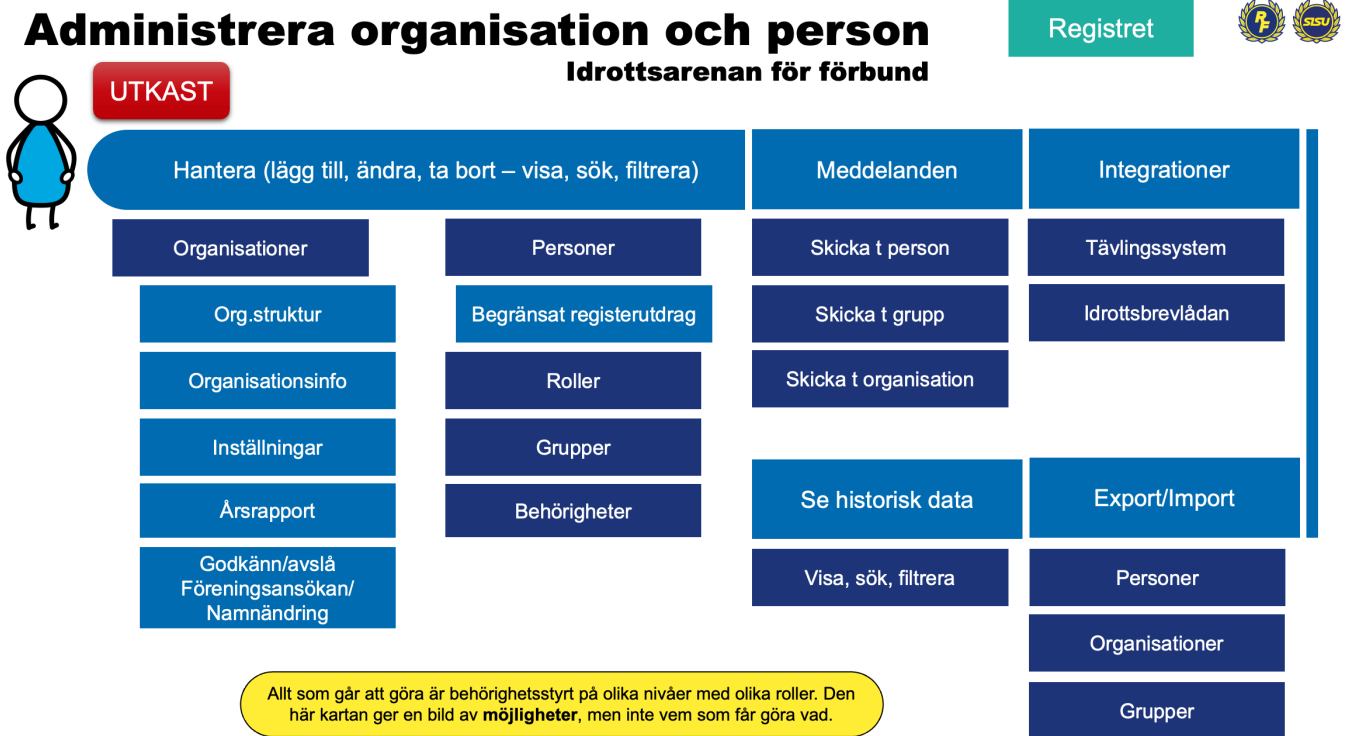 Administrera organisation och person
Idrottsarenan för förbund
Registret
RF
SISU
UTKAST
Hantera (lägg till, ändra, ta bort – visa, sök, filtrera)
Meddelanden
Integrationer
Organisationer
Personer
Skicka t person
Tävlingssystem
Org.struktur
Begränsat registerutdrag
Skicka t grupp
Idrottsbrevlådan
Organisationsinfo
Roller
Skicka t organisation
Inställningar
Grupper
Årsrapport
Behörigheter
Se historisk data
Export/Import
Godkänn/avslå
Föreningsansökan/
Namnändring
Visa, sök, filtrera
Personer
Organisationer
Grupper
Allt som går att göra är behörighetsstyrt på olika nivåer med olika roller. Den
här kartan ger en bild av möjligheter, men inte vem som får göra vad.